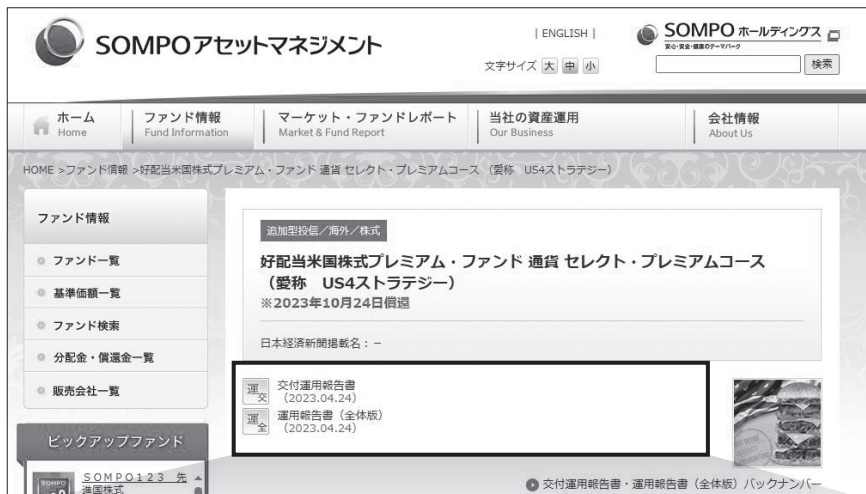 SOMPOアセットマネジメント
| ENGLISH |
SOMPO ホールディングス
安心・安全・健康のテーマパーク
文字サイズ 大 中 小
検索
ホーム
Home
ファンド情報
Fund Information
マーケット・ファンドレポート
Market & Fund Report
当社の資産運用
Our Business
会社情報
About Us
HOME >ファンド情報 >好配当米国株式プレミアム・ファンド 通貨 セレクト・プレミアムコース （愛称 US4ストラテジー）
ファンド情報
ファンド一覧
基準価額一覧
ファンド検索
分配金・償還金一覧
販売会社一覧
ピックアップファンド
SOMPO123 先
進国株式
追加型投信／海外／株式
好配当米国株式プレミアム・ファンド 通貨 セレクト・プレミアムコース
（愛称 US4ストラテジー）
※2023年10月24日償還
日本経済新聞掲載名：－
運交 交付運用報告書
（2023.04.24）
運全 運用報告書（全体版）
（2023.04.24）
交付運用報告書・運用報告書（全体版）バックナンバー